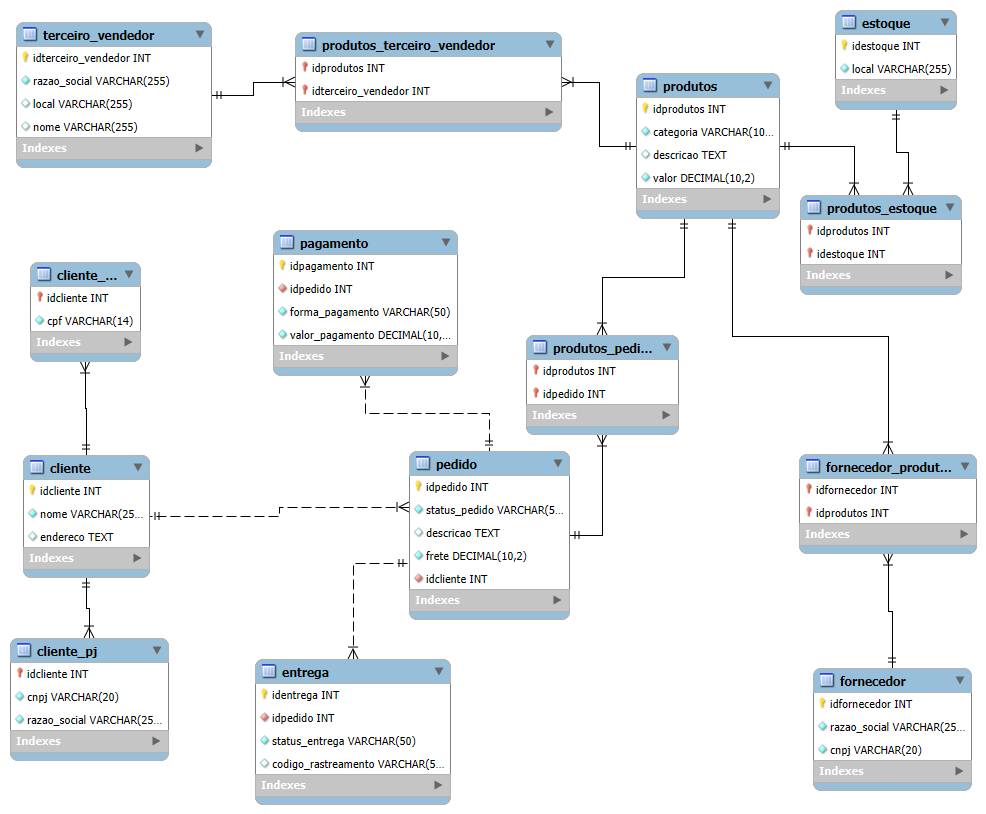 terceiro_vendedor
idterceiro_vendedor INT
razao_social VARCHAR(255)
local VARCHAR(255)
nome VARCHAR(255)
Indexes
produtos_terceiro_vendedor
idprodutos INT
idterceiro_vendedor INT
Indexes
produtos
idprodutos INT
categoria VARCHAR(10...
descricao TEXT
valor DECIMAL(10,2)
Indexes
estoque
idestoque INT
local VARCHAR(255)
Indexes
produtos_estoque
idprodutos INT
idestoque INT
Indexes
pagamento
idpagamento INT
idpedido INT
forma_pagamento VARCHAR(50)
valor_pagamento DECIMAL(10,...
Indexes
cliente_...
idcliente INT
cpf VARCHAR(14)
Indexes
produtos_pedi...
idprodutos INT
idpedido INT
Indexes
cliente
idcliente INT
nome VARCHAR(25...
endereco TEXT
Indexes
pedido
idpedido INT
status_pedido VARCHAR(5...
descricao TEXT
frete DECIMAL(10,2)
idcliente INT
Indexes
fornecedor_produt...
idfornecedor INT
idprodutos INT
Indexes
cliente_pj
idcliente INT
cnpj VARCHAR(20)
razao_social VARCHAR(25...
Indexes
entrega
identrega INT
idpedido INT
status_entrega VARCHAR(50)
codigo_rastreamento VARCHAR(5...
Indexes
fornecedor
idfornecedor INT
razao_social VARCHAR(25...
cnpj VARCHAR(20)
Indexes